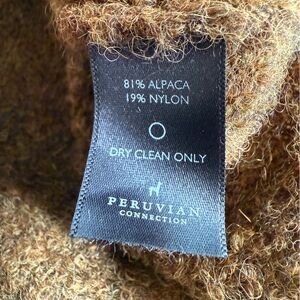 81% ALPACA
19% NYLON
DRY CLEAN ONLY
PERUVIAN
CONNECTION